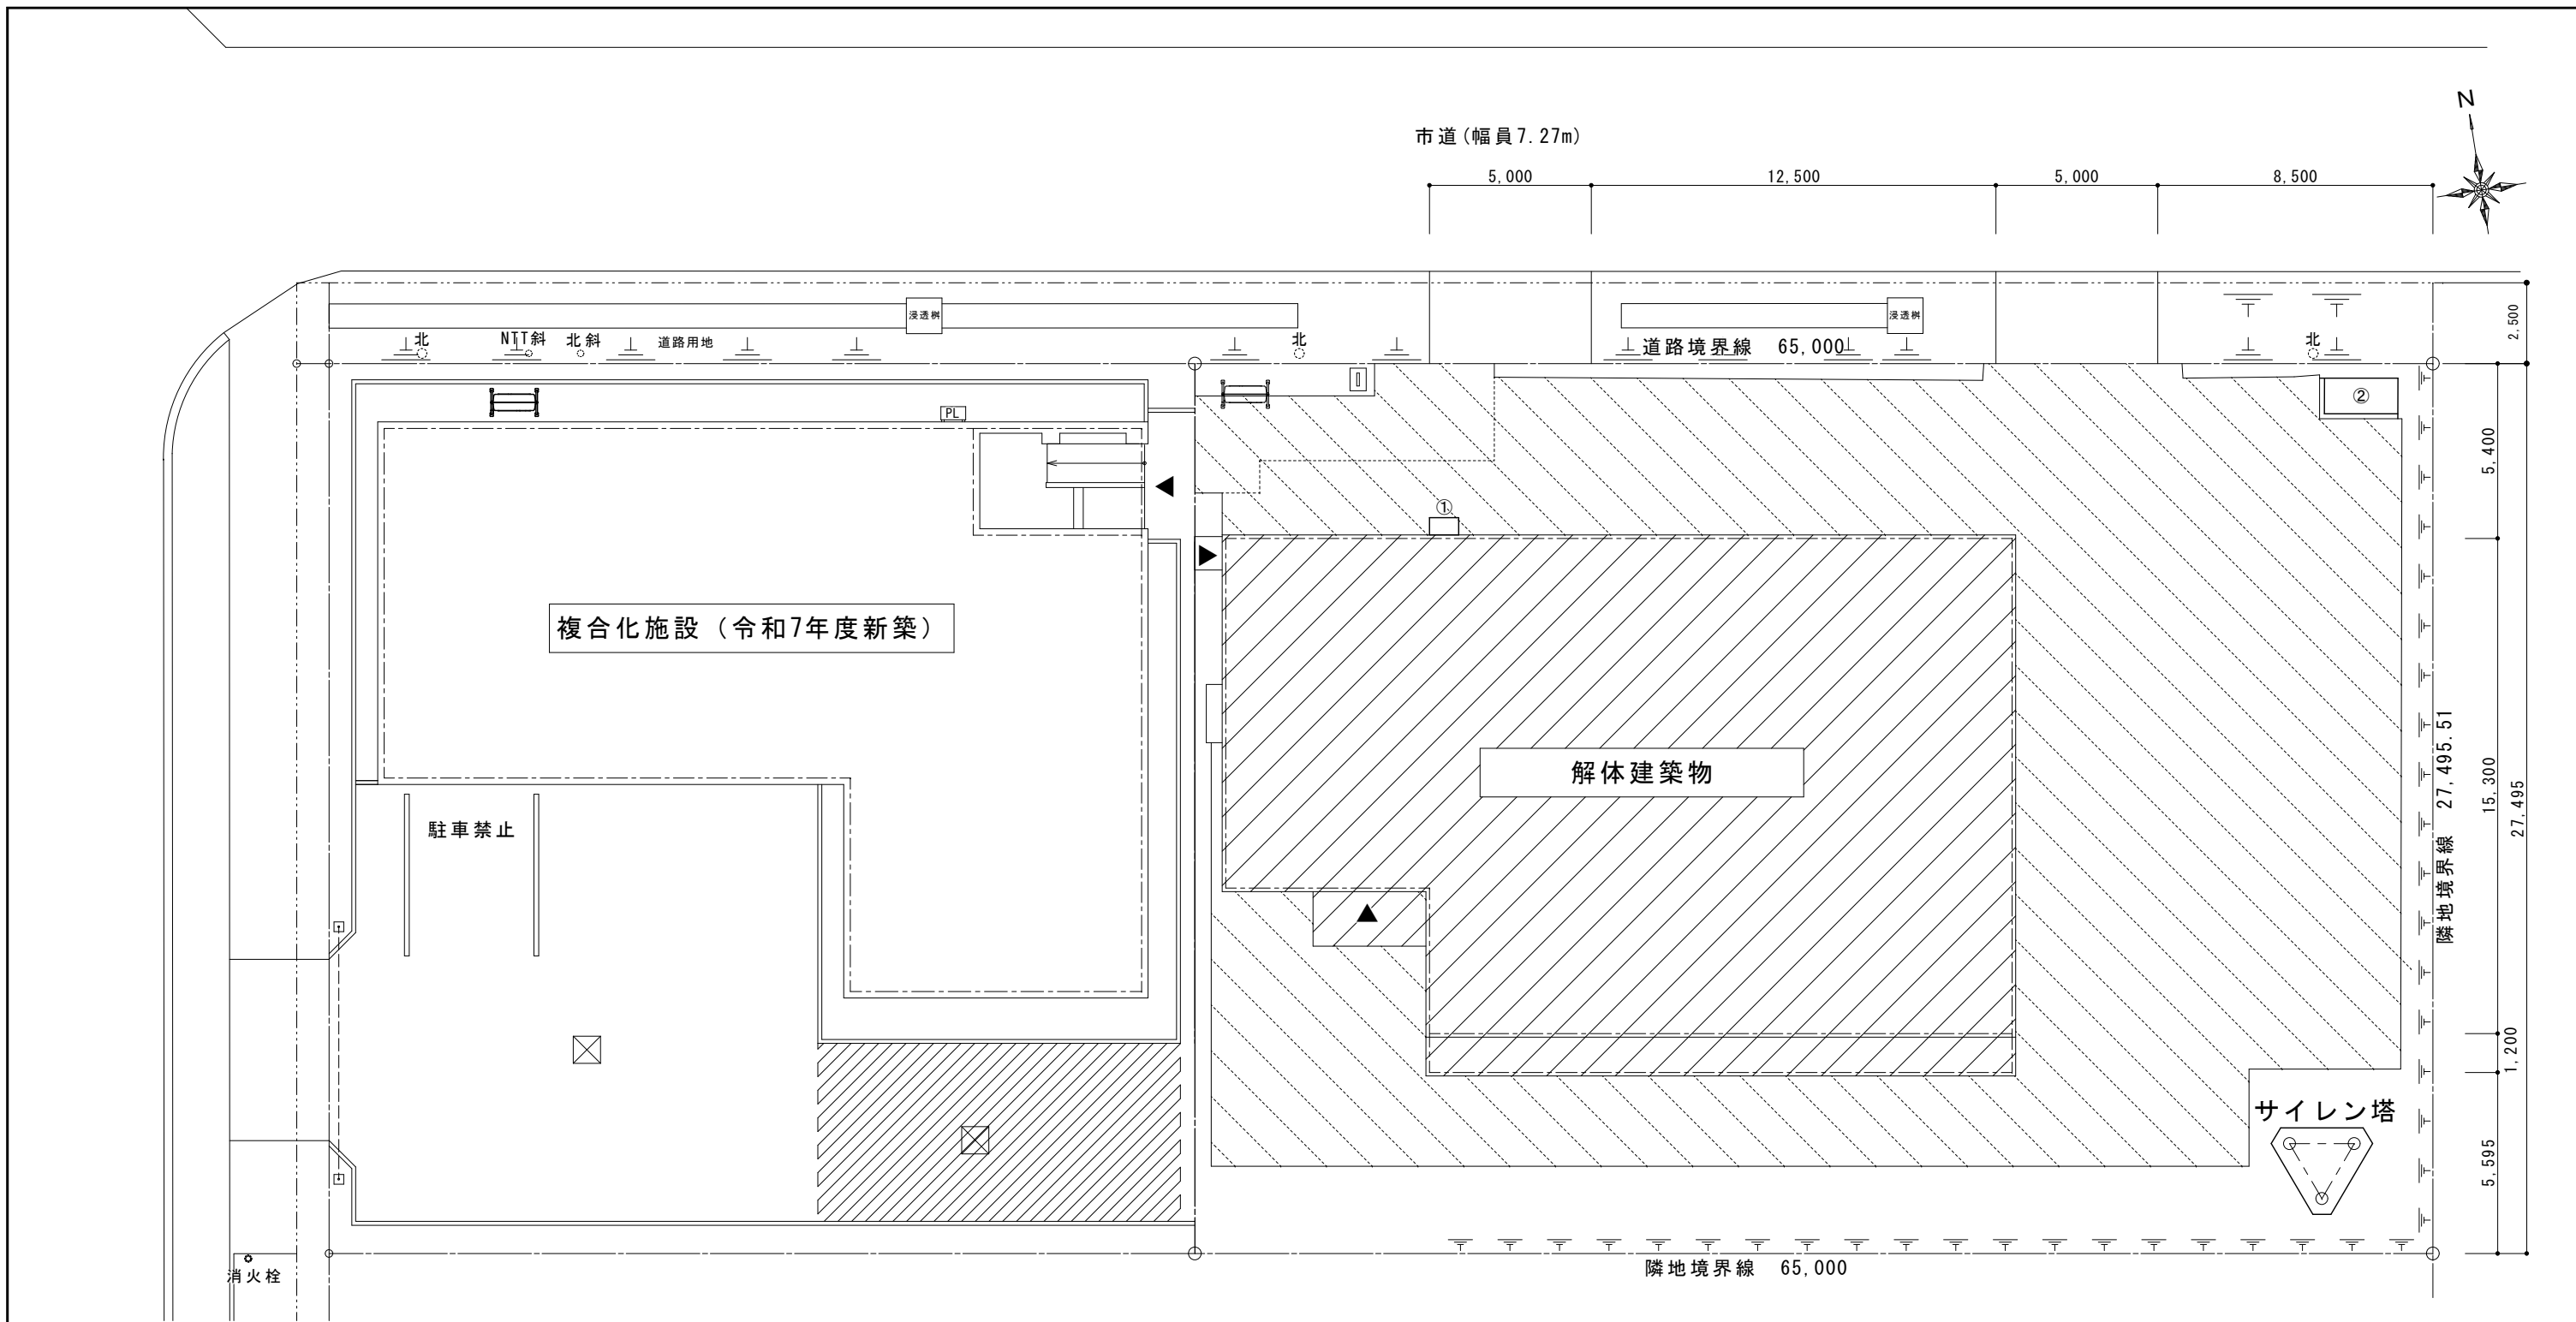 N
市道(幅員7.27m)
5,000
12,500
5,000
8,500
浸透桝
浸透桝
2,500
北
NTT斜
北斜
道路用地
北
道路境界線 65,000
北
PL
②
5,400
①
複合化施設（令和7年度新築）
解体建築物
隣地境界線 27,495.51
15,300
27,495
駐車禁止
1,200
サイレン塔
5,595
消火栓
隣地境界線 65,000